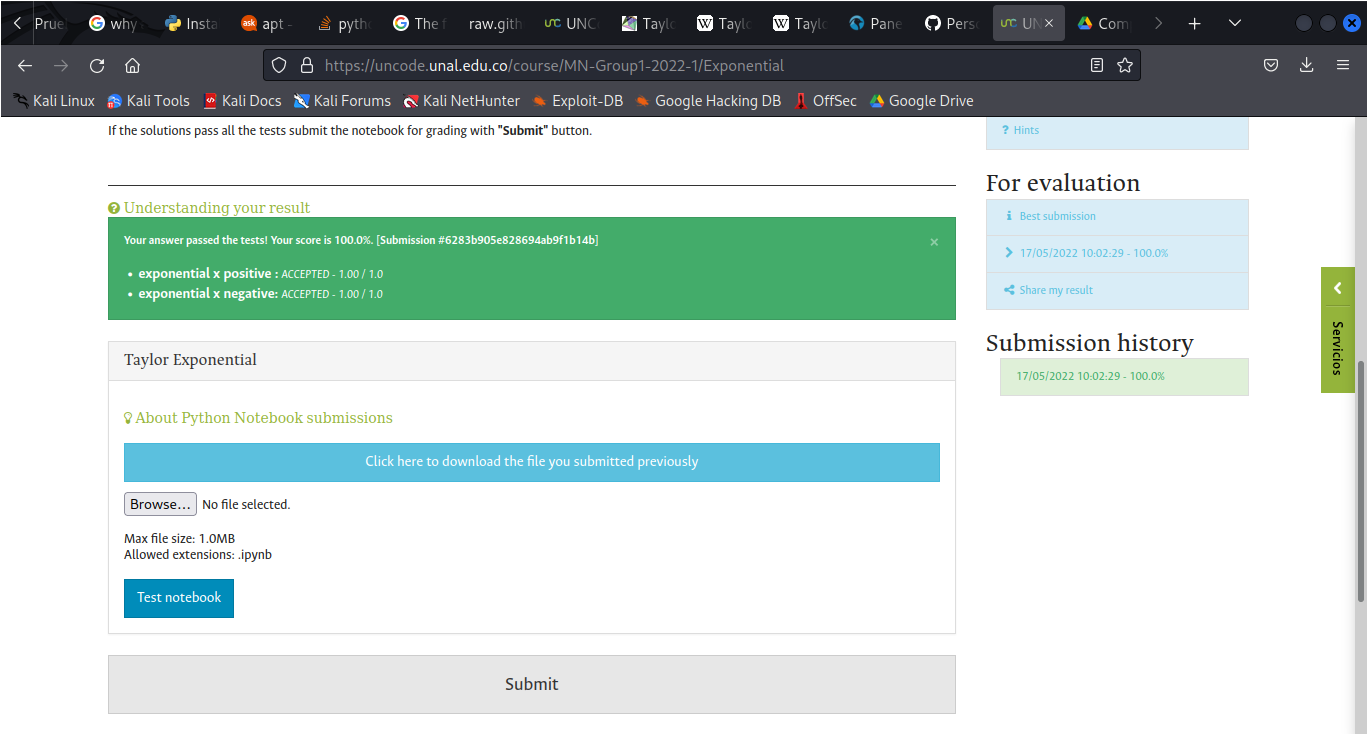 Prue
why
Insta
ask
apt -
pytho
The f
raw.gith
UNC
Taylo
Taylo
Taylo
Pane
Perso
UN
Com
https://uncode.unal.edu.co/course/MN-Group1-2022-1/Exponential
Kali Linux
Kali Tools
Kali Docs
Kali Forums
Kali NetHunter
Exploit-DB
Google Hacking DB
OffSec
Google Drive
If the solutions pass all the tests submit the notebook for grading with "Submit" button.
Understanding your result
Your answer passed the tests! Your score is 100.0%. [Submission #6283b905e828694ab9f1b14b]
×
• exponential x positive : ACCEPTED - 1.00 / 1.0
• exponential x negative: ACCEPTED - 1.00 / 1.0
Taylor Exponential
About Python Notebook submissions
Click here to download the file you submitted previously
Browse... No file selected.
Max file size: 1.0MB
Allowed extensions: .ipynb
Test notebook
Submit
? Hints
For evaluation
Best submission
17/05/2022 10:02:29 - 100.0%
Share my result
Submission history
17/05/2022 10:02:29 - 100.0%
Servicios